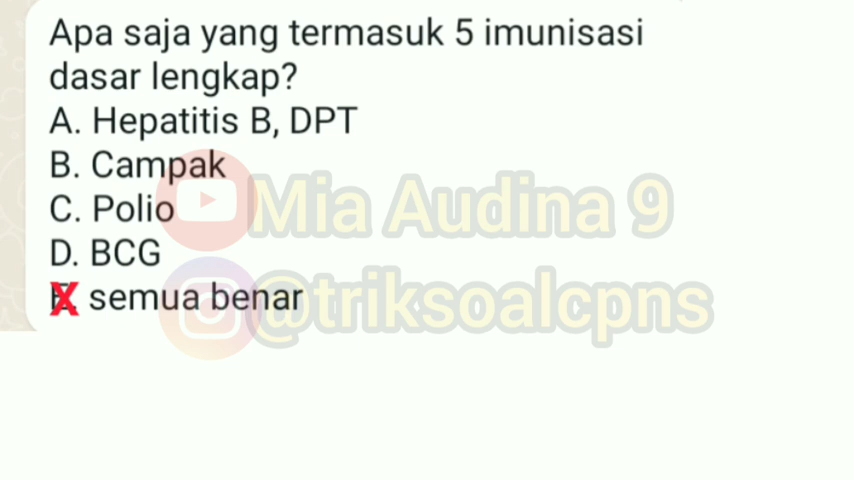 Apa saja yang termasuk 5 imunisasi
dasar lengkap?
A. Hepatitis B, DPT
B. Campak
C. Polio
D. BCG
E. semua benar
Mia Audina 9
@triksoalcpns